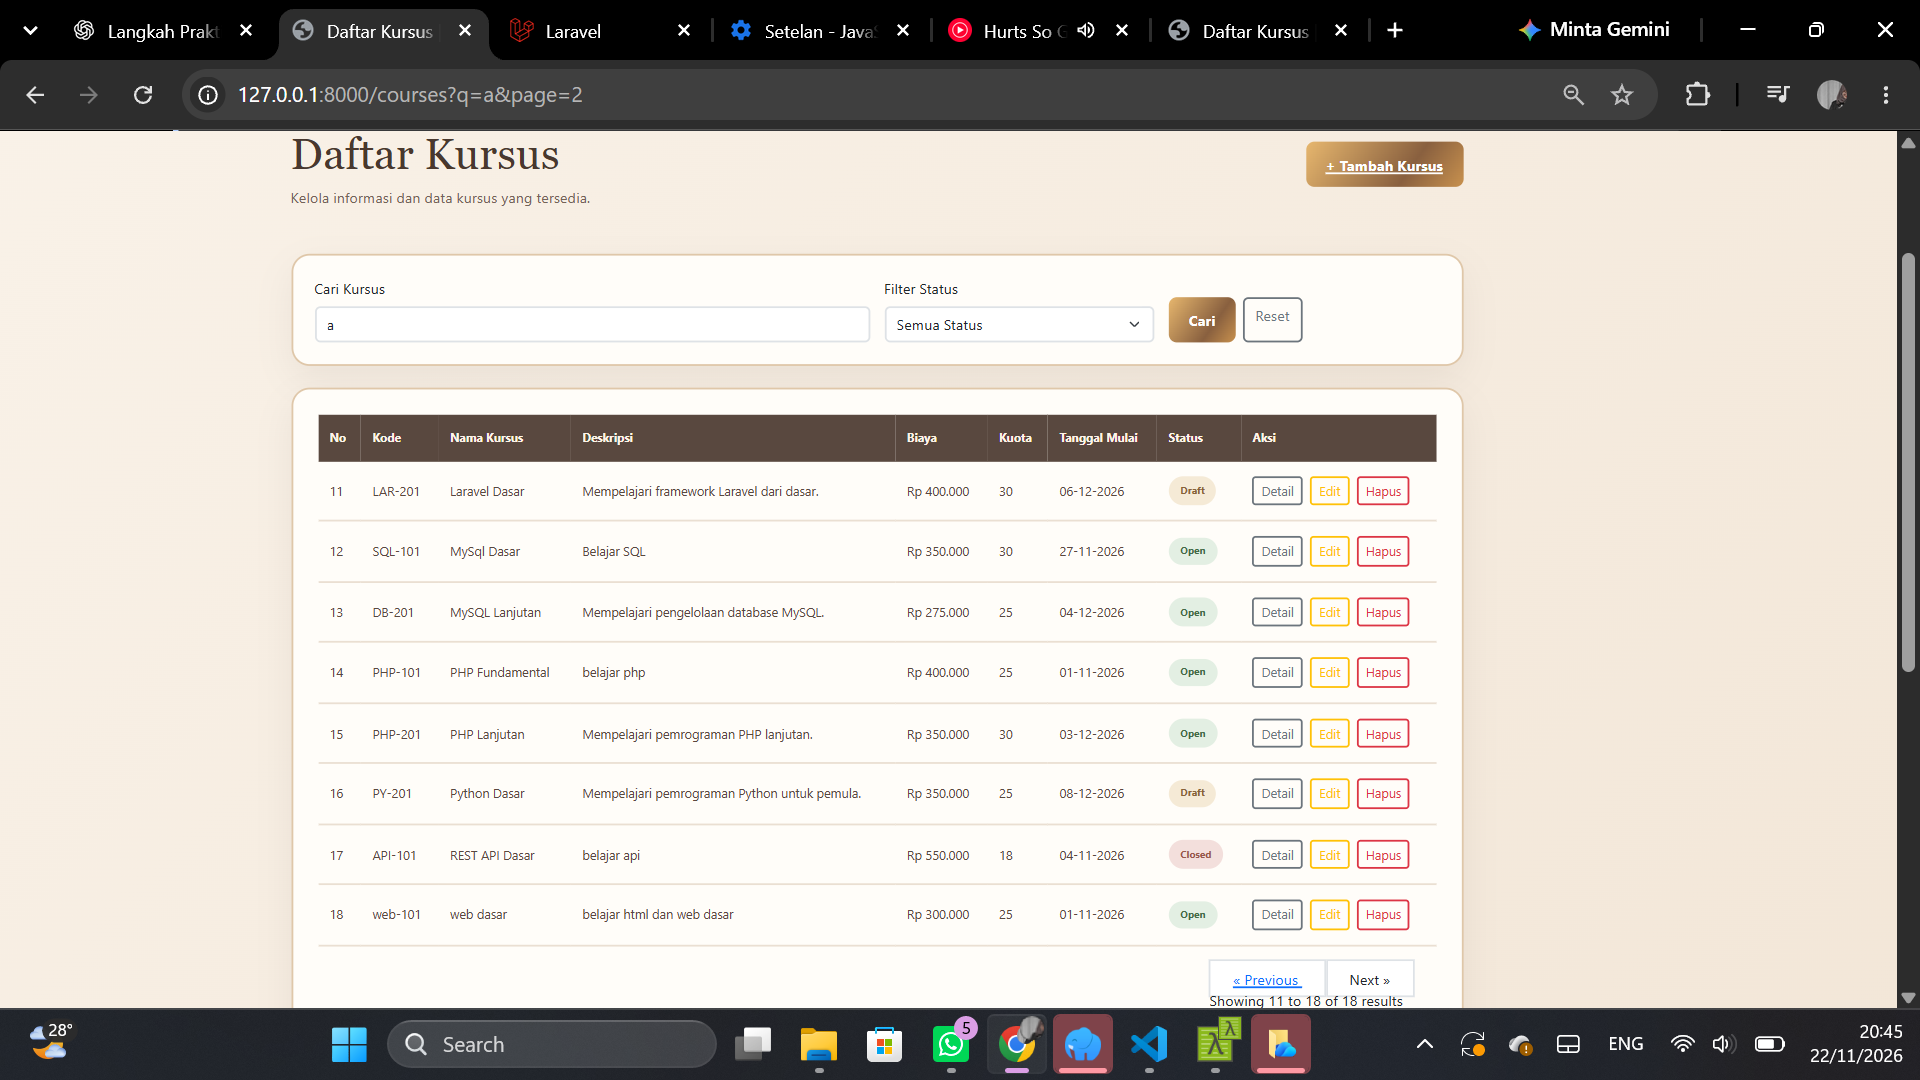 Langkah Prakt
Daftar Kursus
Laravel
Setelan - Java
Hurts So
Daftar Kursus
Minta Gemini
127.0.0.1:8000/courses?q=a&page=2
Daftar Kursus
+ Tambah Kursus
Kelola informasi dan data kursus yang tersedia.
Cari Kursus
Filter Status
a
Semua Status
Cari
Reset
No Kode Nama Kursus Deskripsi Biaya Kuota Tanggal Mulai Status Aksi
11 LAR-201 Laravel Dasar Mempelajari framework Laravel dari dasar. Rp 400.000 30 06-12-2026 Draft Detail Edit Hapus
12 SQL-101 MySql Dasar Belajar SQL Rp 350.000 30 27-11-2026 Open Detail Edit Hapus
13 DB-201 MySQL Lanjutan Mempelajari pengelolaan database MySQL. Rp 275.000 25 04-12-2026 Open Detail Edit Hapus
14 PHP-101 PHP Fundamental belajar php Rp 400.000 25 01-11-2026 Open Detail Edit Hapus
15 PHP-201 PHP Lanjutan Mempelajari pemrograman PHP lanjutan. Rp 350.000 30 03-12-2026 Open Detail Edit Hapus
16 PY-201 Python Dasar Mempelajari pemrograman Python untuk pemula. Rp 350.000 25 08-12-2026 Draft Detail Edit Hapus
17 API-101 REST API Dasar belajar api Rp 550.000 18 04-11-2026 Closed Detail Edit Hapus
18 web-101 web dasar belajar html dan web dasar Rp 300.000 25 01-11-2026 Open Detail Edit Hapus
« Previous Next »
Showing 11 to 18 of 18 results
28°
Search
5
ENG
20:45
22/11/2026